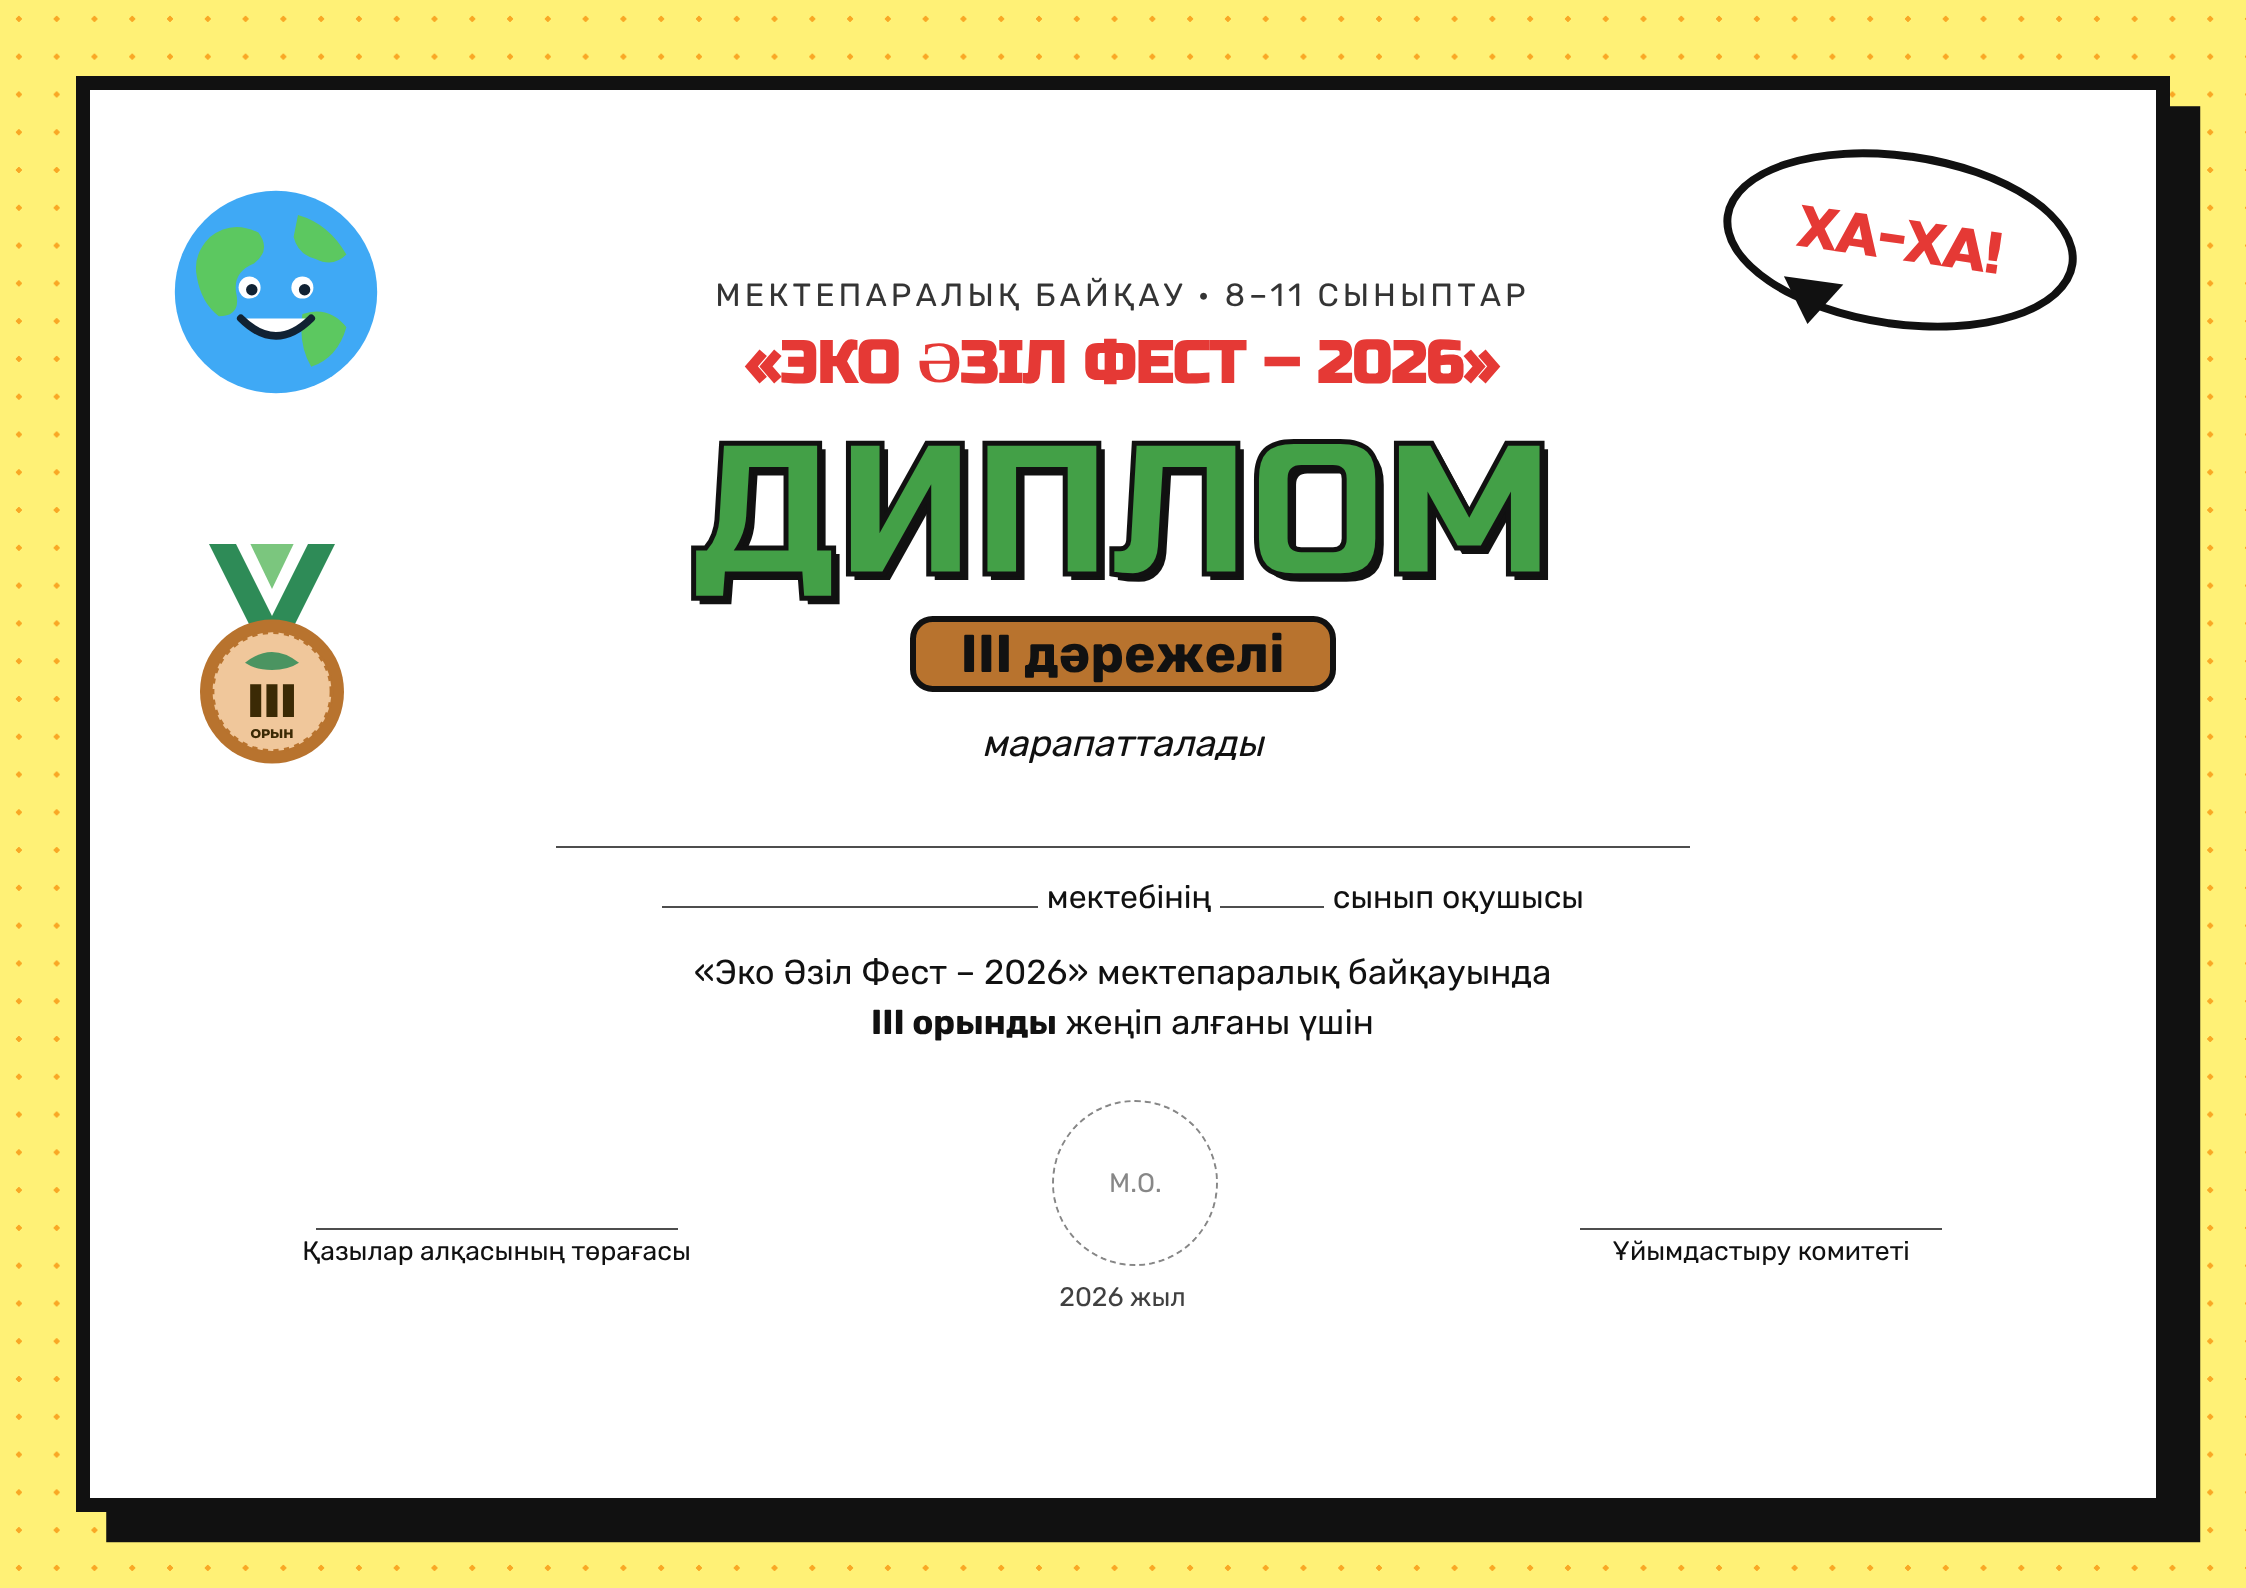 ХА-ХА!
МЕКТЕПАРАЛЫҚ БАЙҚАУ • 8–11 СЫНЫПТАР
«ЭКО ӘЗІЛ ФЕСТ – 2026»
ДИПЛОМ
III дәрежелі
III
ОРЫН
марапатталады
мектебінің сынып оқушысы
«Эко Әзіл Фест – 2026» мектепаралық байқауында
III орынды жеңіп алғаны үшін
М.О.
Қазылар алқасының төрағасы
Ұйымдастыру комитеті
2026 жыл